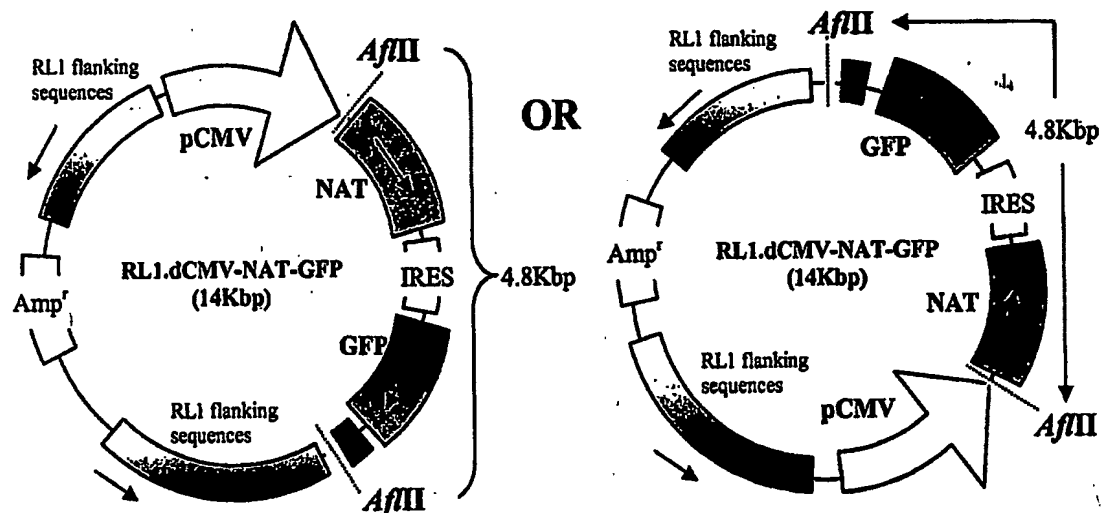 RL1 flanking
sequences
AflII
pCMV
NAT
RL1.dCMV-NAT-GFP
(14Kbp)
Ampr
IRES
4.8Kbp
GFP
RL1 flanking
sequences
AflII
OR
AflII
RL1 flanking
sequences
GFP
4.8Kbp
IRES
Ampr
RL1.dCMV-NAT-GFP
(14Kbp)
NAT
RL1 flanking
sequences
pCMV
AflII